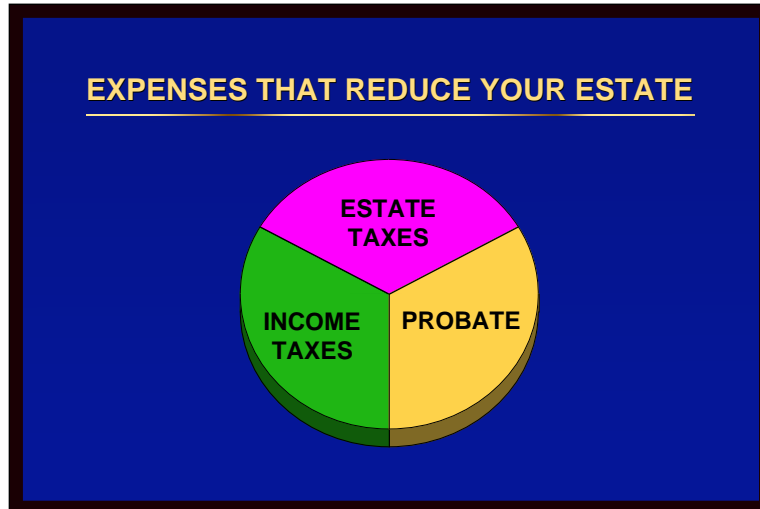 EXPENSES THAT REDUCE YOUR ESTATE
ESTATE
TAXES
INCOME
TAXES
PROBATE